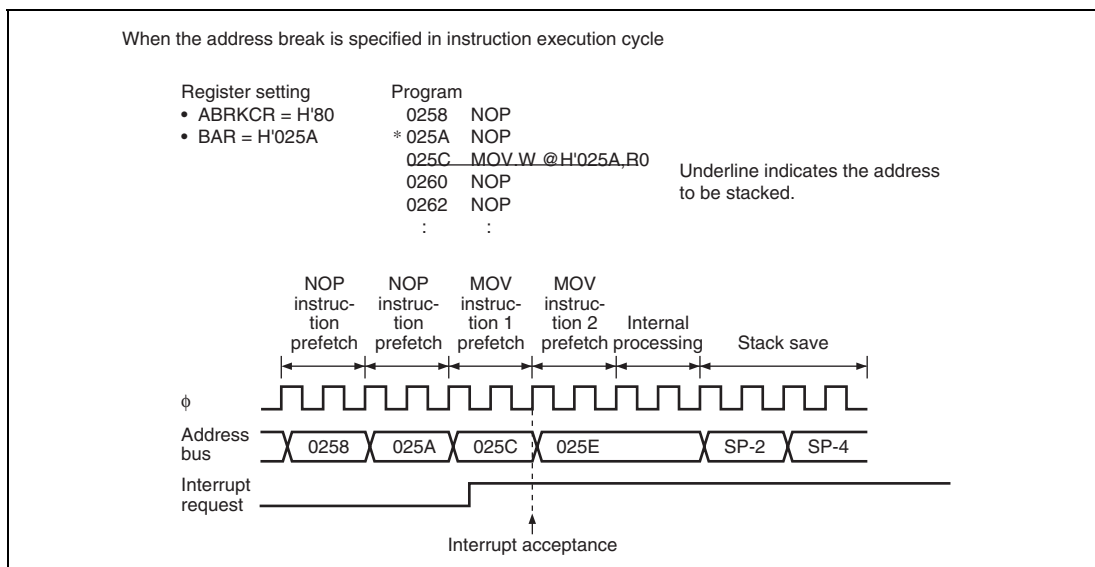 When the address break is specified in instruction execution cycle
Register setting
• ABRKCR = H'80
• BAR = H'025A
Program
0258 NOP
* 025A NOP
025C MOV.W @H'025A,R0
0260 NOP
0262 NOP
: :
Underline indicates the address
to be stacked.
NOP
instruc-
tion
prefetch
NOP
instruc-
tion
prefetch
MOV
instruc-
tion 1
prefetch
MOV
instruc-
tion 2
prefetch
Internal
processing
Stack save
φ
Address
bus
0258 025A 025C 025E SP-2 SP-4
Interrupt
request
Interrupt acceptance